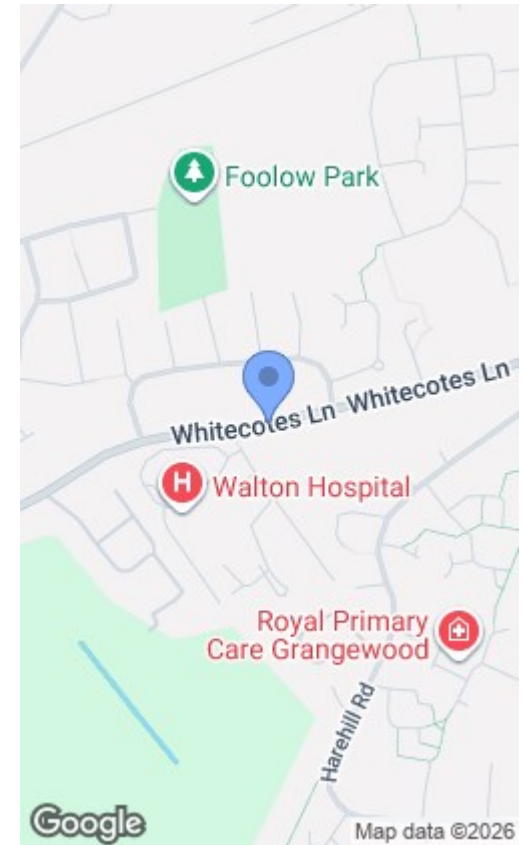 Foolow Park
Whitecotes Ln
Whitecotes Ln
H
Walton Hospital
Royal Primary
Care Grangewood
Harehill Rd
Google
Map data ©2026